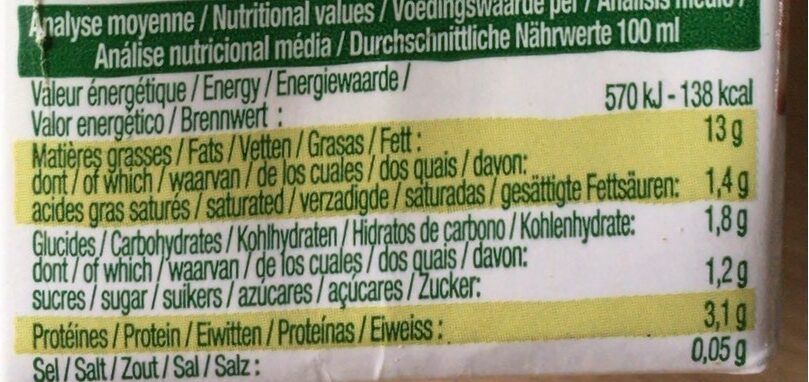 Analyse moyenne / Nutritional values / Voedingswaarde per / Análisis medio /
Análise nutricional média / Durchschnittliche Nährwerte 100 ml
Valeur énergétique / Energy / Energiewaarde /
Valor energético / Brennwert : 570 kJ - 138 kcal
Matières grasses / Fats / Vetten / Grasas / Fett : 13 g
dont / of which / waarvan / de los cuales / dos quais / davon:
acides gras saturés / saturated / verzadigde / saturadas / gesättigte Fettsäuren: 1,4 g
Glucides / Carbohydrates / Kohlhydraten / Hidratos de carbono / Kohlenhydrate: 1,8 g
dont / of which / waarvan / de los cuales / dos quais / davon:
sucres / sugar / suikers / azúcares / açúcares / Zucker: 1,2 g
Protéines / Protein / Eiwitten / Proteínas / Eiweiss : 3,1 g
Sel / Salt / Zout / Sal / Salz : 0,05 g